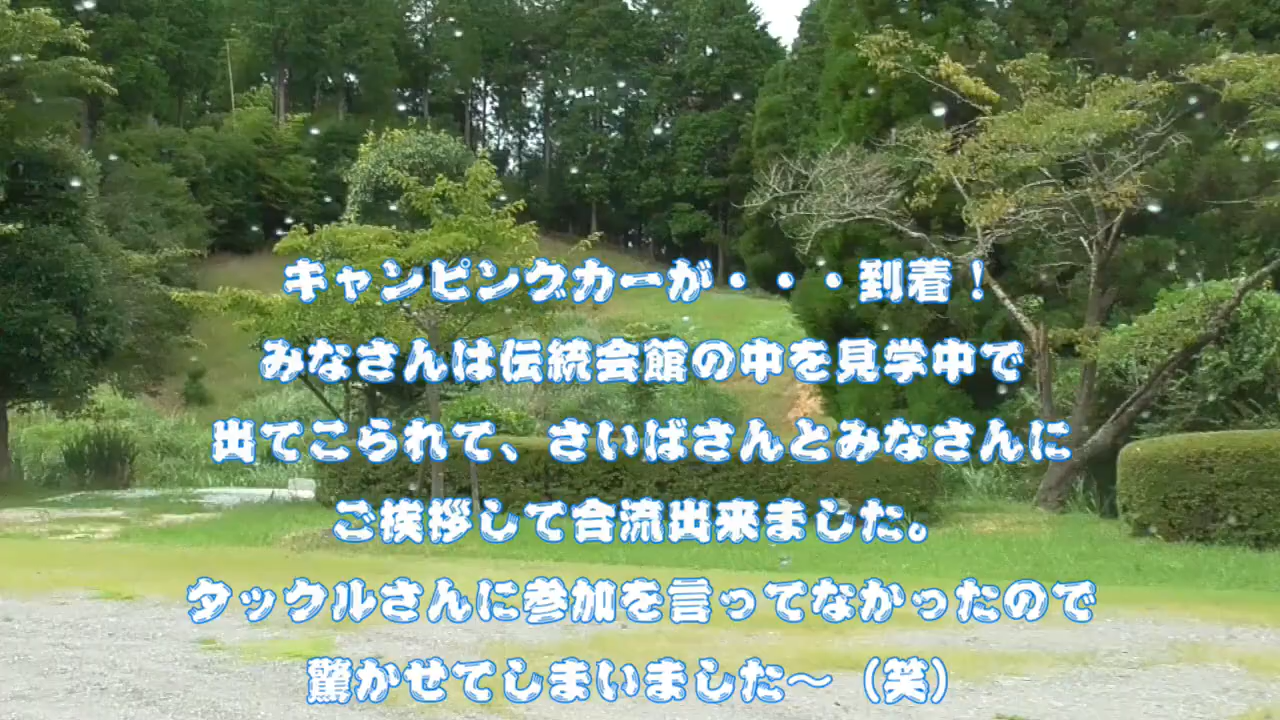 キャンピングカーが・・・到着！
みなさんは伝統会館の中を見学中で
出てこられて、さいばさんとみなさんに
ご挨拶して合流出来ました。
タックルさんに参加を言ってなかったので
驚かせてしまいました～（笑）